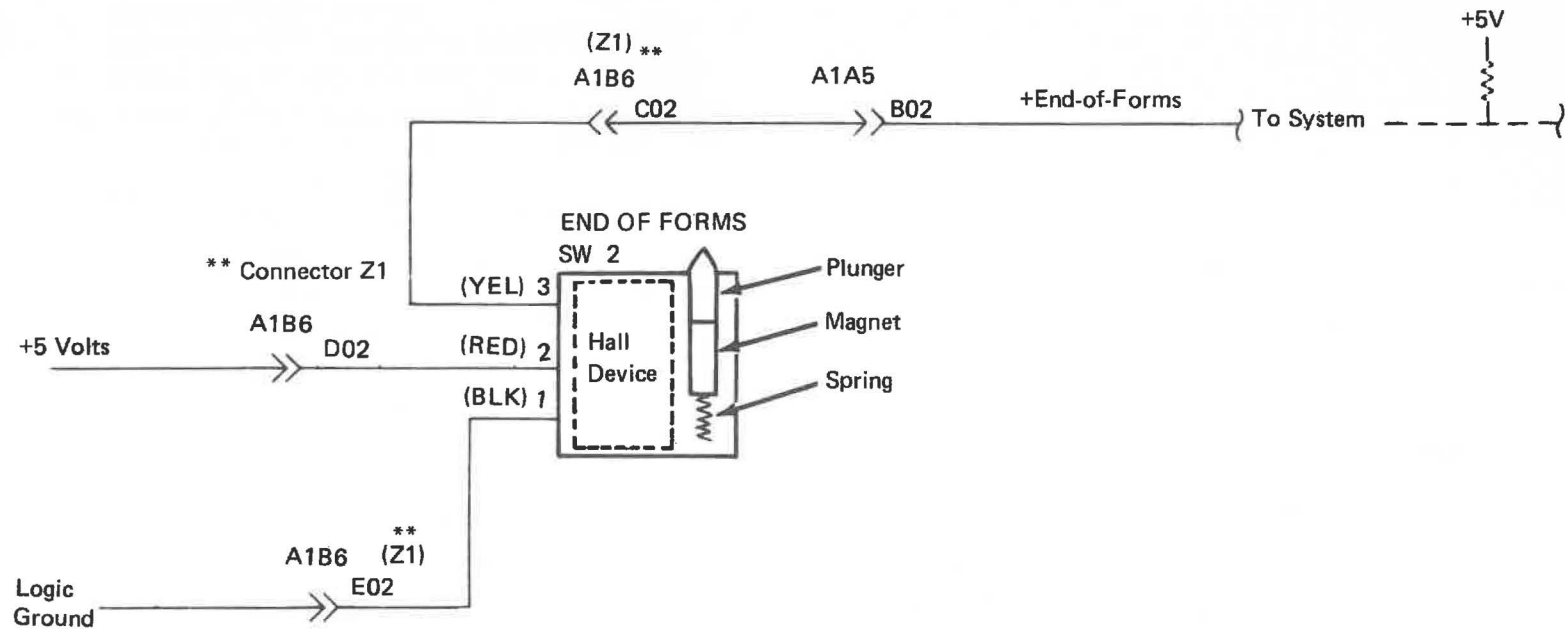 +5V
(Z1) **
A1B6
C02
A1A5
B02
+End-of-Forms
To System
END OF FORMS
SW 2
** Connector Z1
(YEL) 3
Plunger
A1B6
Magnet
+5 Volts
D02
(RED) 2
Hall
Device
Spring
(BLK) 1
**
A1B6 (Z1)
E02
Logic
Ground